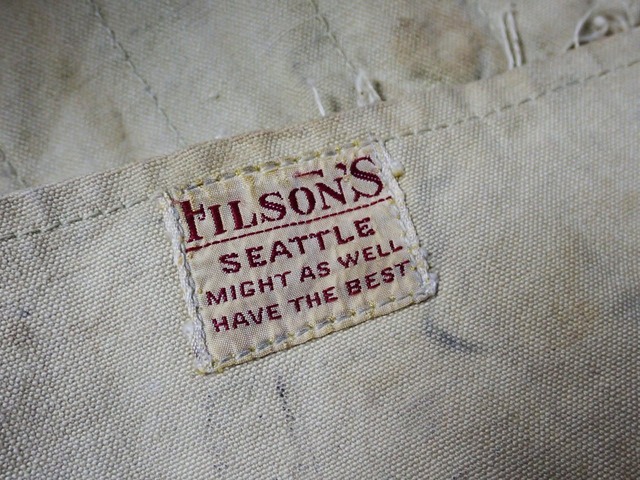 FILSON'S
SEATTLE
MIGHT AS WELL
HAVE THE BEST